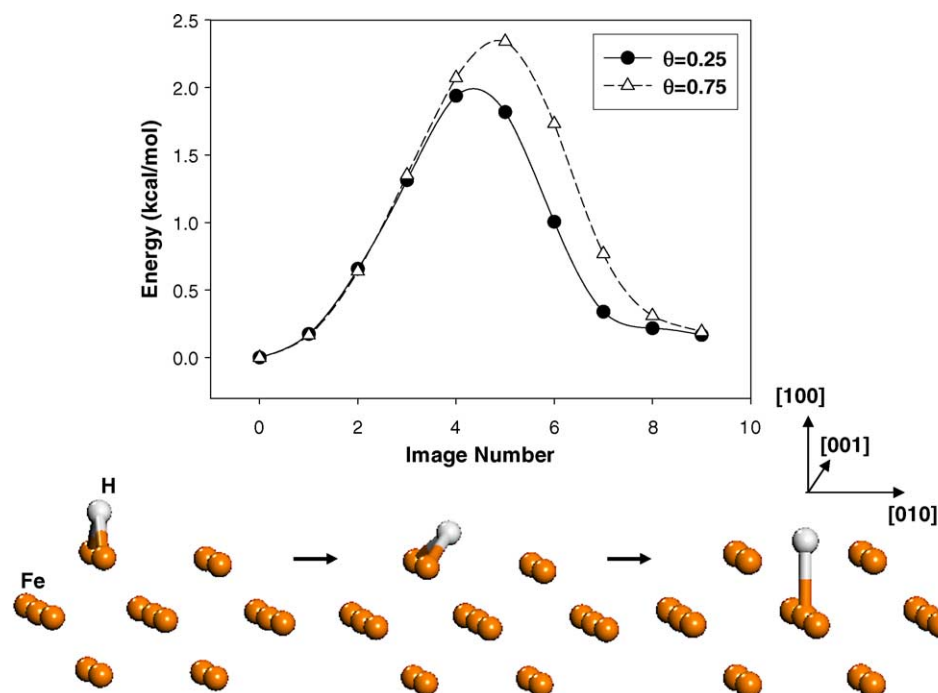 2.5
θ=0.25
θ=0.75
2.0
1.5
1.0
0.5
0.0
Energy (kcal/mol)
0 2 4 6 8 10
Image Number
[100]
[001]
[010]
H
Fe